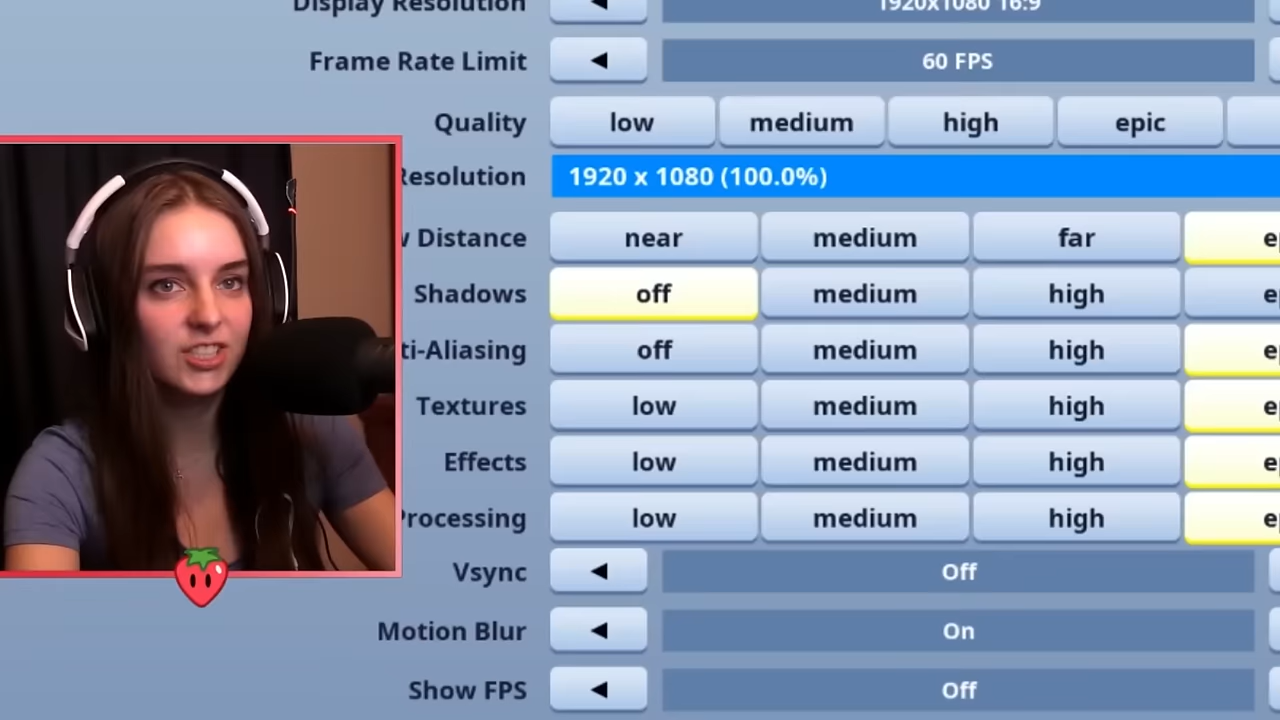 Display Resolution 1920x1080 16:9
Frame Rate Limit 60 FPS
Quality low medium high epic
Resolution 1920 x 1080 (100.0%)
Distance near medium far
Shadows off medium high
ti-Aliasing off medium high
Textures low medium high
Effects low medium high
Processing low medium high
Vsync Off
Motion Blur On
Show FPS Off